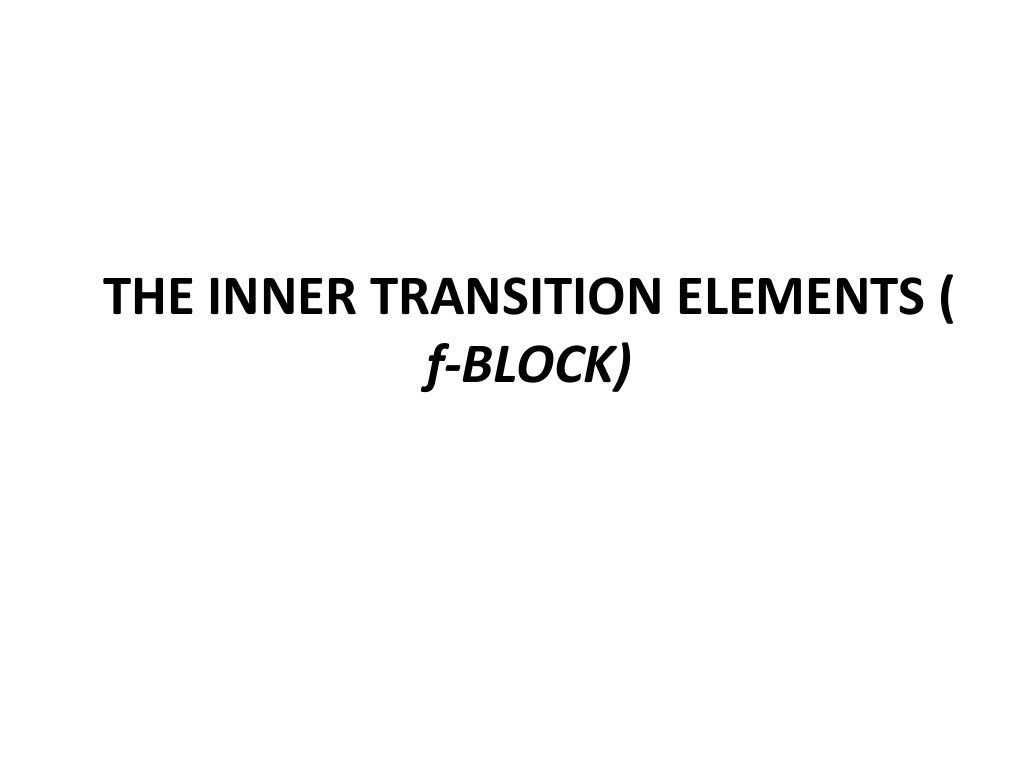 THE INNER TRANSITION ELEMENTS (
f-BLOCK)